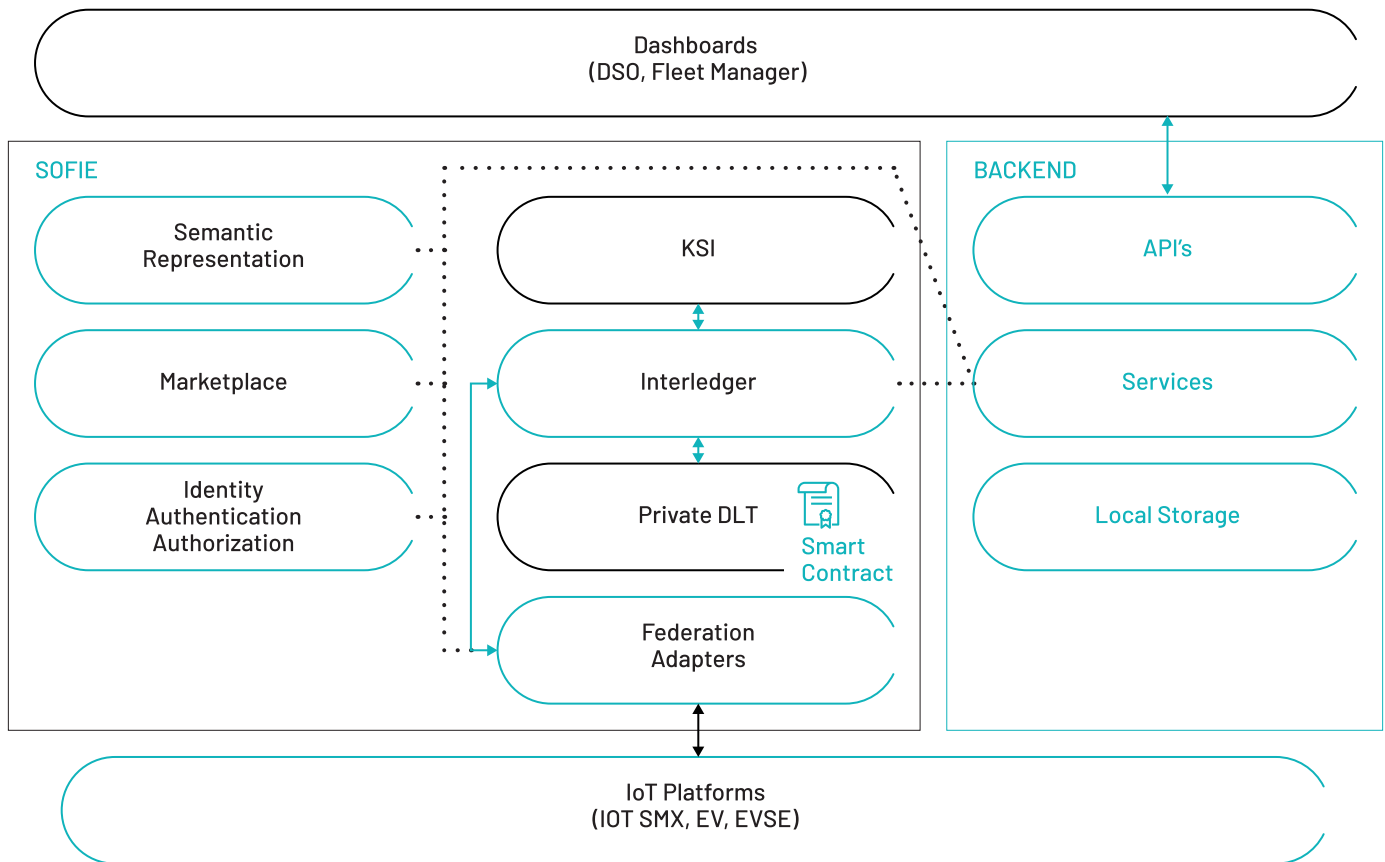 Dashboards
(DSO, Fleet Manager)
SOFIE
Semantic
Representation
Marketplace
Identity
Authentication
Authorization
KSI
Interledger
Private DLT
Smart
Contract
Federation
Adapters
BACKEND
API's
Services
Local Storage
IoT Platforms
(IOT SMX, EV, EVSE)